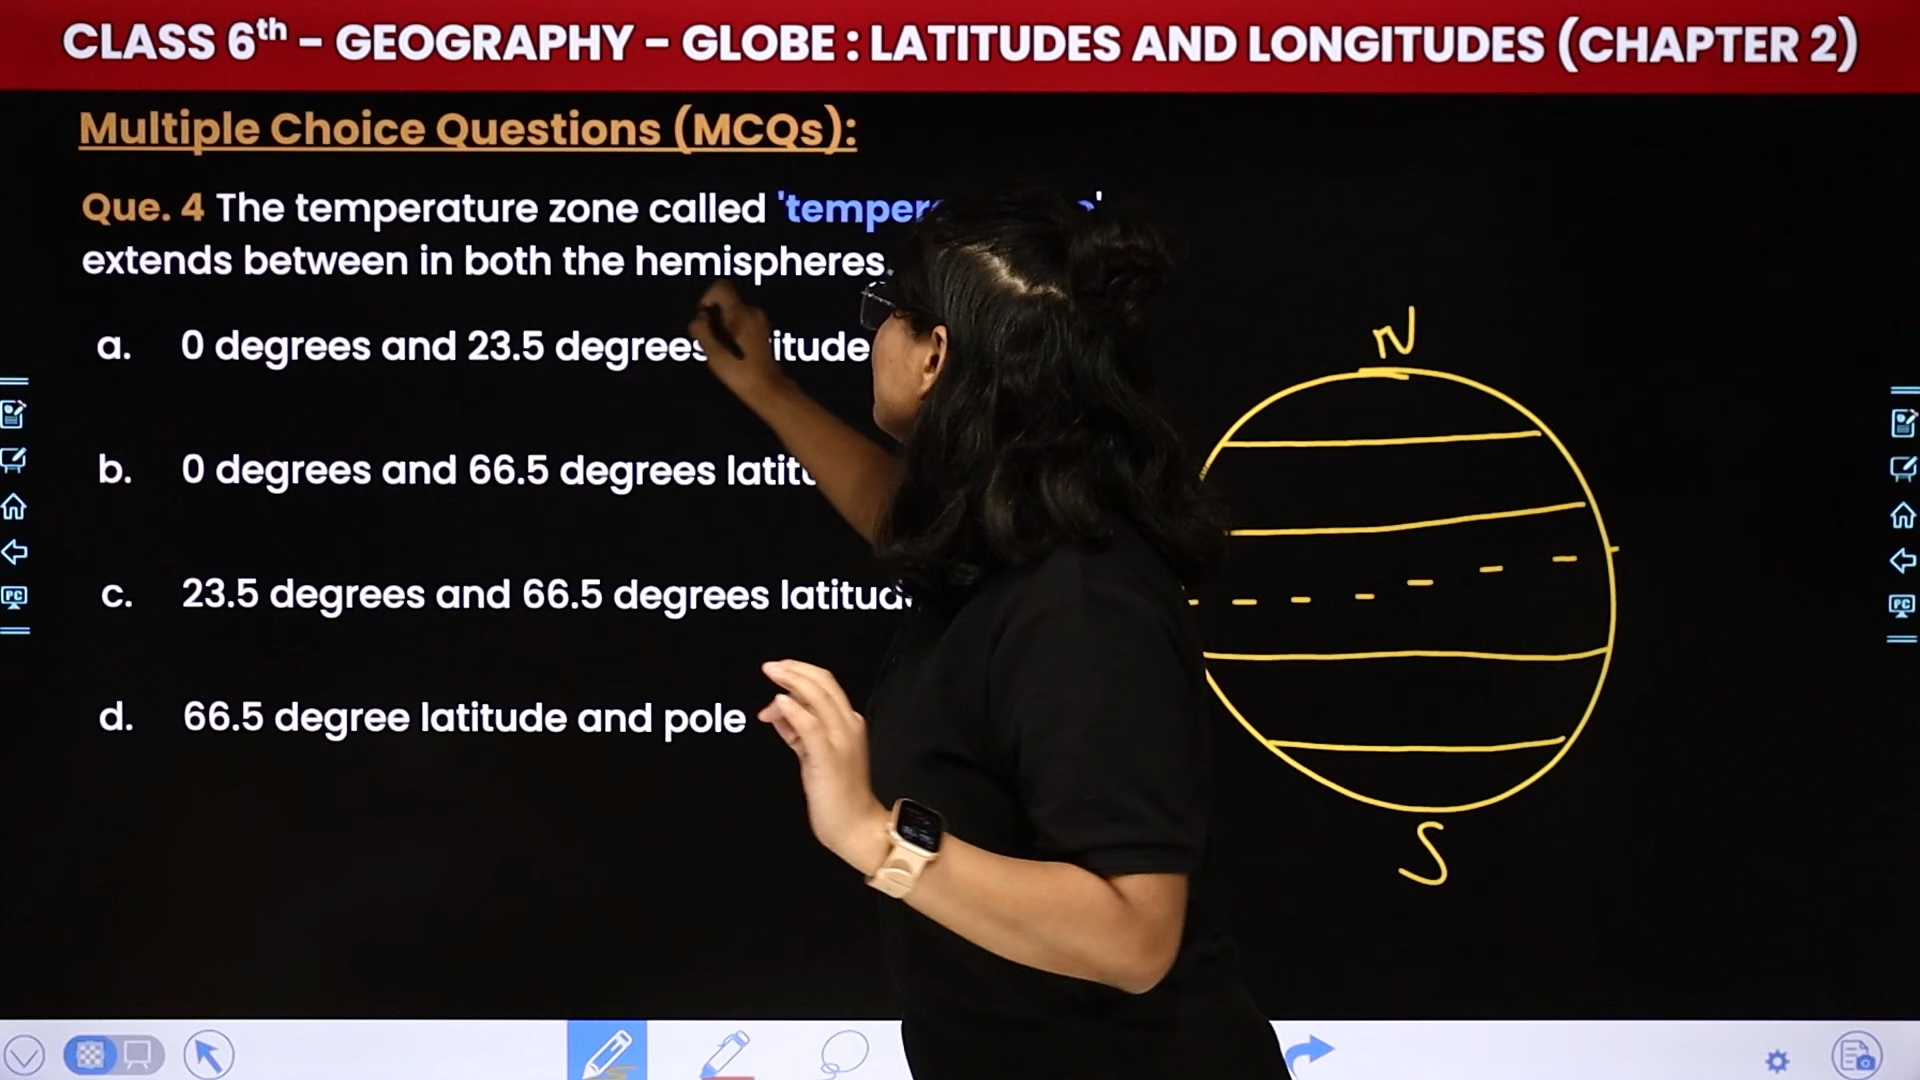 CLASS 6th - GEOGRAPHY - GLOBE : LATITUDES AND LONGITUDES (CHAPTER 2)
Multiple Choice Questions (MCQs):
Que. 4 The temperature zone called
extends between in both the hemispheres.
N
a. 0 degrees and 23.5 degrees
b. 0 degrees and 66.5 degrees
c. 23.5 degrees and 66.5 degrees
d. 66.5 degree latitude and pole
S
PC
PC